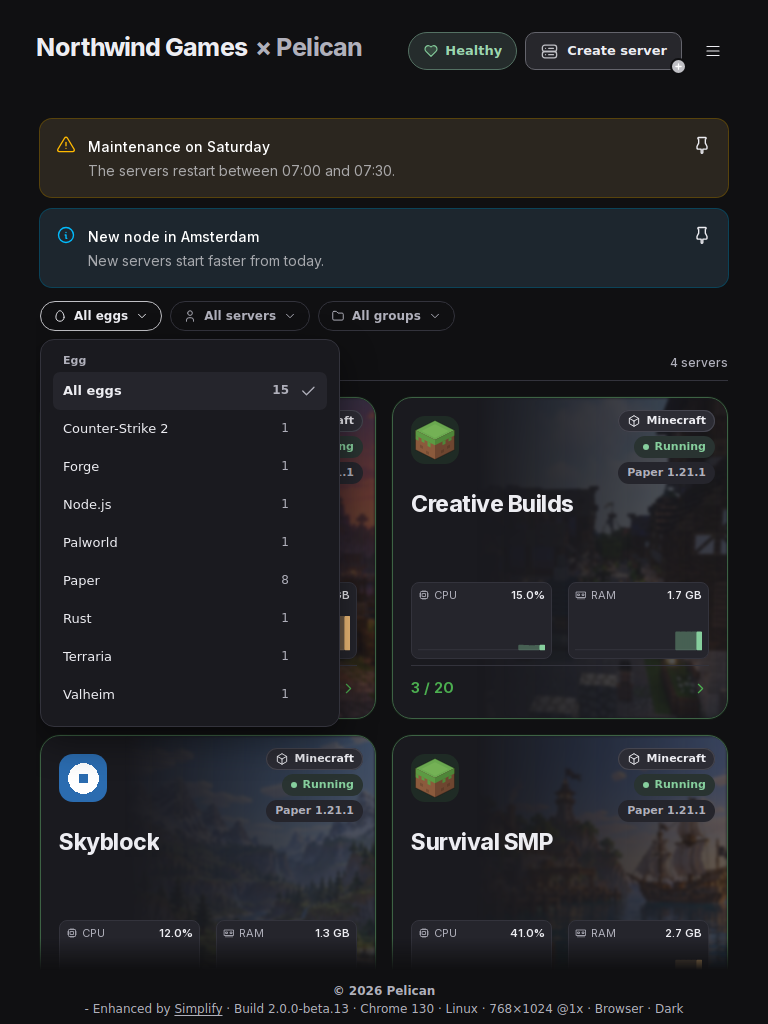 Northwind Games × Pelican
Healthy
Create server
Maintenance on Saturday
The servers restart between 07:00 and 07:30.
New node in Amsterdam
New servers start faster from today.
All eggs
All servers
All groups
4 servers
Egg
All eggs 15
Counter-Strike 2 1
Forge 1
Node.js 1
Palworld 1
Paper 8
Rust 1
Terraria 1
Valheim 1
Minecraft
Running
Paper 1.21.1
Creative Builds
CPU 15.0%
RAM 1.7 GB
3 / 20
Minecraft
Running
Paper 1.21.1
Skyblock
CPU 12.0%
RAM 1.3 GB
Minecraft
Running
Paper 1.21.1
Survival SMP
CPU 41.0%
RAM 2.7 GB
© 2026 Pelican
- Enhanced by Simplify · Build 2.0.0-beta.13 · Chrome 130 · Linux · 768×1024 @1x · Browser · Dark